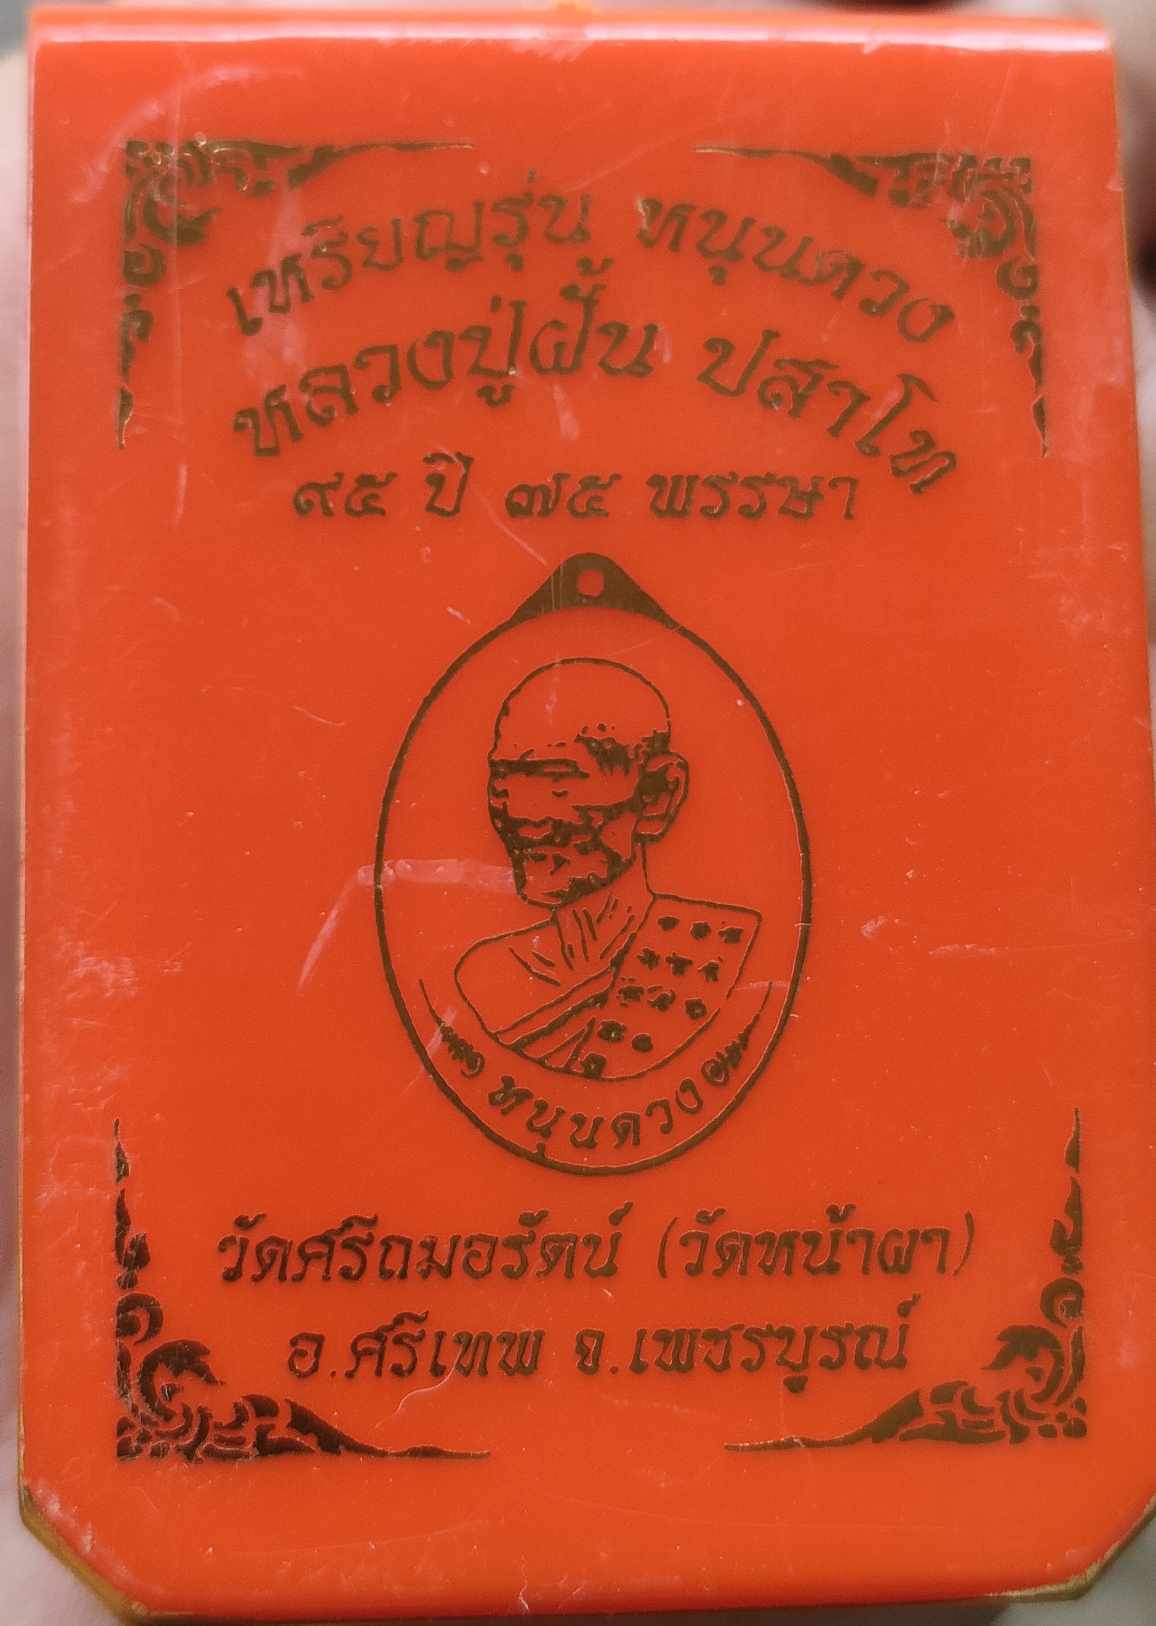 เหรียญรุ่น หนุนดวง
หลวงปู่ฝั้น ปสาโท
๙๕ ปี ๗๕ พรรษา
หนุนดวง
วัดศรีถมอรัตน์ (วัดหน้าผา)
อ.ศรีเทพ จ.เพชรบูรณ์